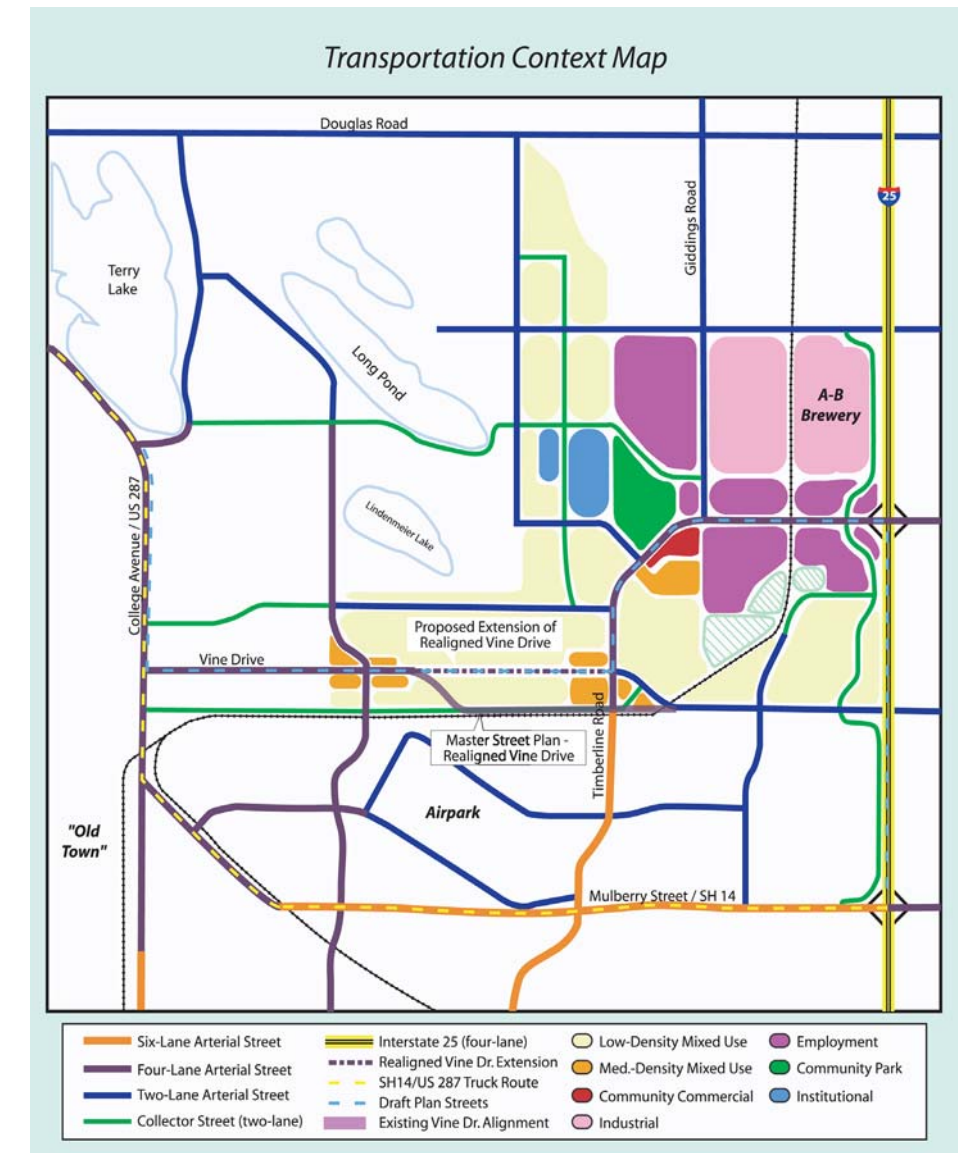 Transportation Context Map
Douglas Road
Giddings Road
25
Terry
Lake
Long Pond
A-B
Brewery
College Avenue / US 287
Lindenmeier Lake
Proposed Extension of
Realigned Vine Drive
Vine Drive
Timberline Road
Master Street Plan -
Realigned Vine Drive
Airpark
"Old
Town"
Mulberry Street / SH 14
Six-Lane Arterial Street
Four-Lane Arterial Street
Two-Lane Arterial Street
Collector Street (two-lane)
Interstate 25 (four-lane)
Realigned Vine Dr. Extension
SH14/US 287 Truck Route
Draft Plan Streets
Existing Vine Dr. Alignment
Low-Density Mixed Use
Med.-Density Mixed Use
Community Commercial
Industrial
Employment
Community Park
Institutional